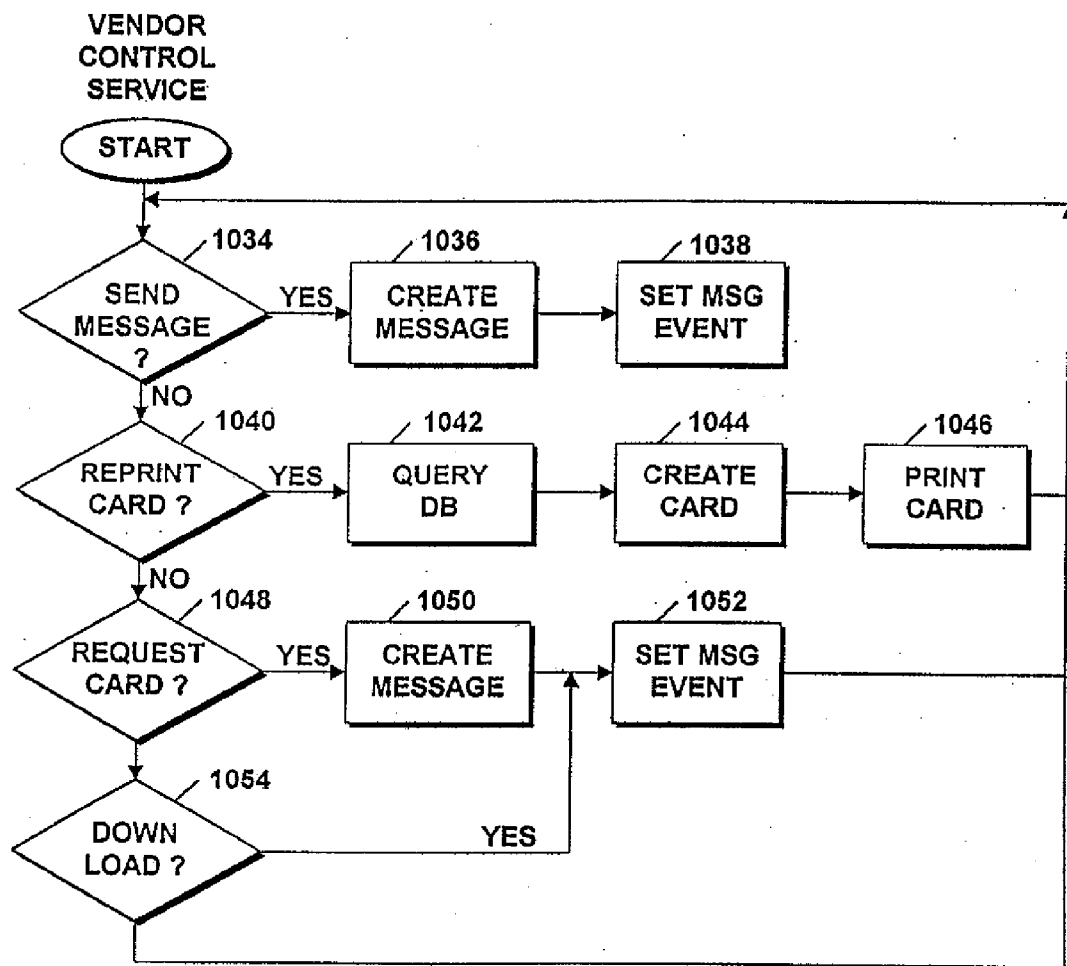 VENDOR
CONTROL
SERVICE
START
1034
SEND
MESSAGE
?
YES
1036
CREATE
MESSAGE
1038
SET MSG
EVENT
NO
1040
REPRINT
CARD ?
YES
1042
QUERY
DB
1044
CREATE
CARD
1046
PRINT
CARD
NO
1048
REQUEST
CARD ?
YES
1050
CREATE
MESSAGE
1052
SET MSG
EVENT
1054
DOWN
LOAD ?
YES